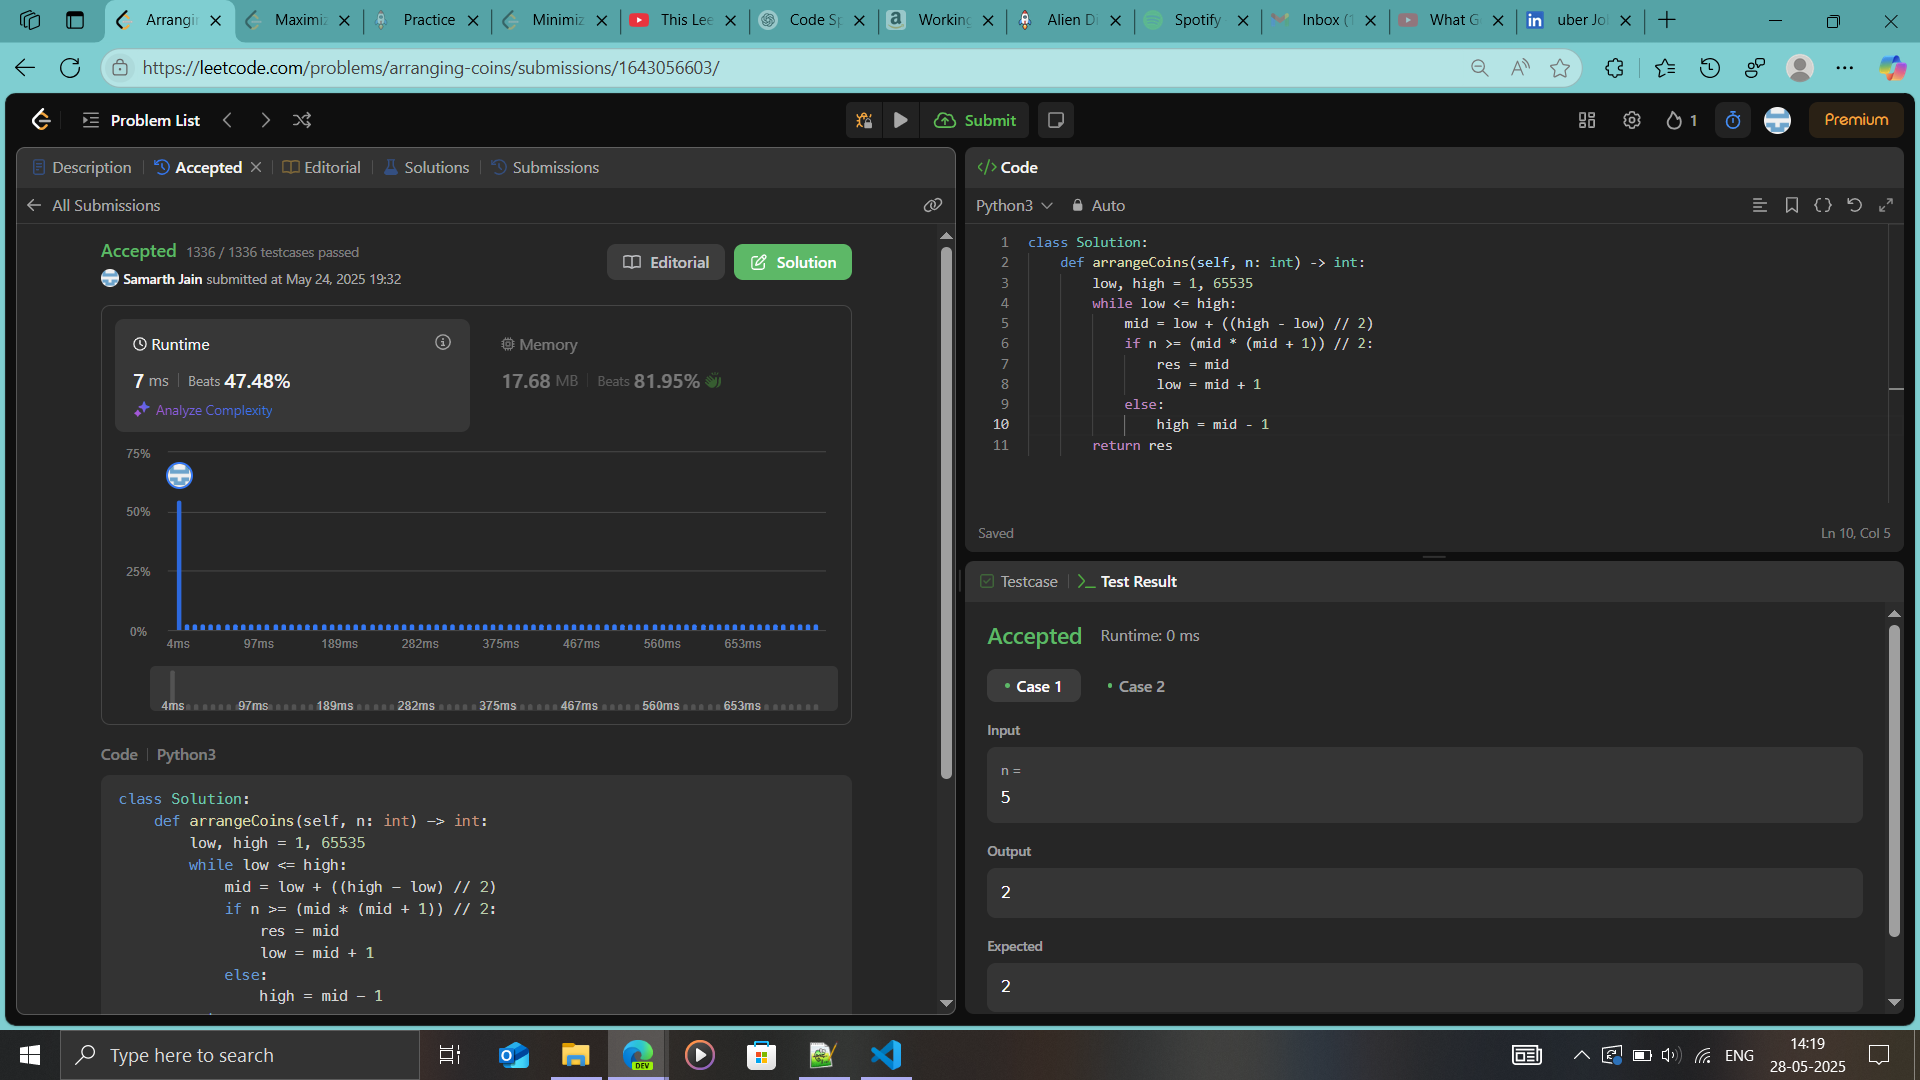 Arrangin
Maximiz
Practice
Minimiz
This Lee
Code Sp
Working
Alien Di
Spotify
Inbox (1
What G
uber Jo
https://leetcode.com/problems/arranging-coins/submissions/1643056603/
Problem List
Submit
1
Premium
Description
Accepted
Editorial
Solutions
Submissions
All Submissions
Accepted 1336 / 1336 testcases passed
Samarth Jain submitted at May 24, 2025 19:32
Editorial
Solution
Runtime
7 ms Beats 47.48%
Analyze Complexity
Memory
17.68 MB Beats 81.95%
75%
50%
25%
0%
4ms 97ms 189ms 282ms 375ms 467ms 560ms 653ms
4ms 97ms 189ms 282ms 375ms 467ms 560ms 653ms
Code Python3
class Solution:
def arrangeCoins(self, n: int) -> int:
low, high = 1, 65535
while low <= high:
mid = low + ((high - low) // 2)
if n >= (mid * (mid + 1)) // 2:
res = mid
low = mid + 1
else:
high = mid - 1
</> Code
Python3
Auto
1 class Solution:
2 def arrangeCoins(self, n: int) -> int:
3 low, high = 1, 65535
4 while low <= high:
5 mid = low + ((high - low) // 2)
6 if n >= (mid * (mid + 1)) // 2:
7 res = mid
8 low = mid + 1
9 else:
10 high = mid - 1
11 return res
Saved
Ln 10, Col 5
Testcase
Test Result
Accepted Runtime: 0 ms
Case 1
Case 2
Input
n =
5
Output
2
Expected
2
Type here to search
DEV
ENG
14:19
28-05-2025